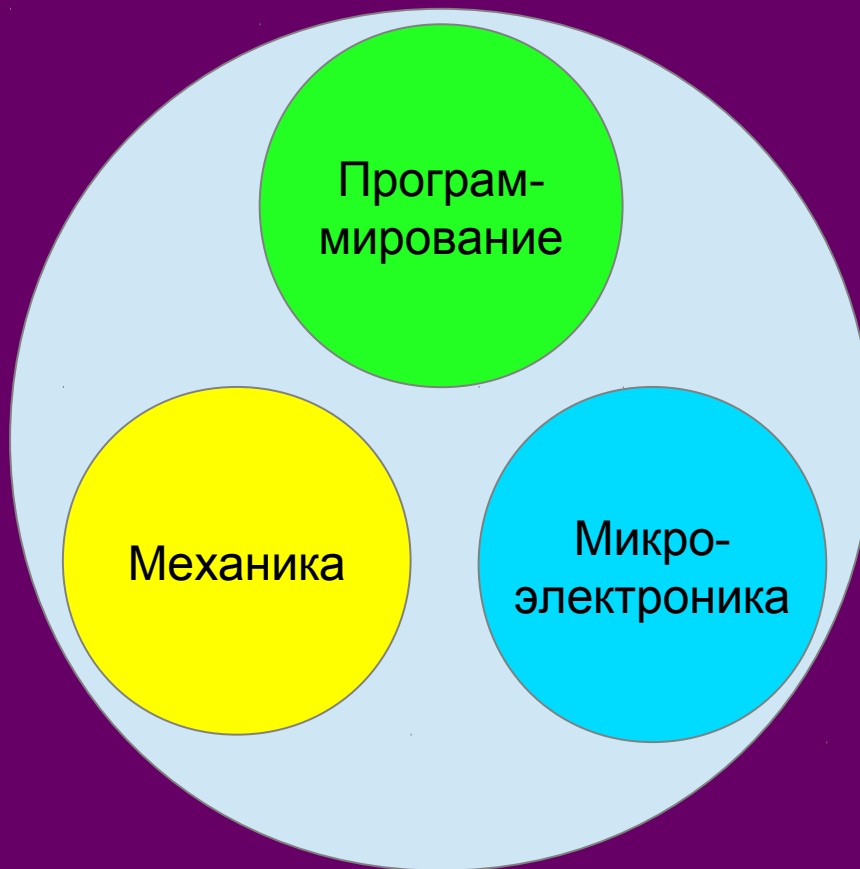 Програм-
мирование
Механика
Микро-
электроника